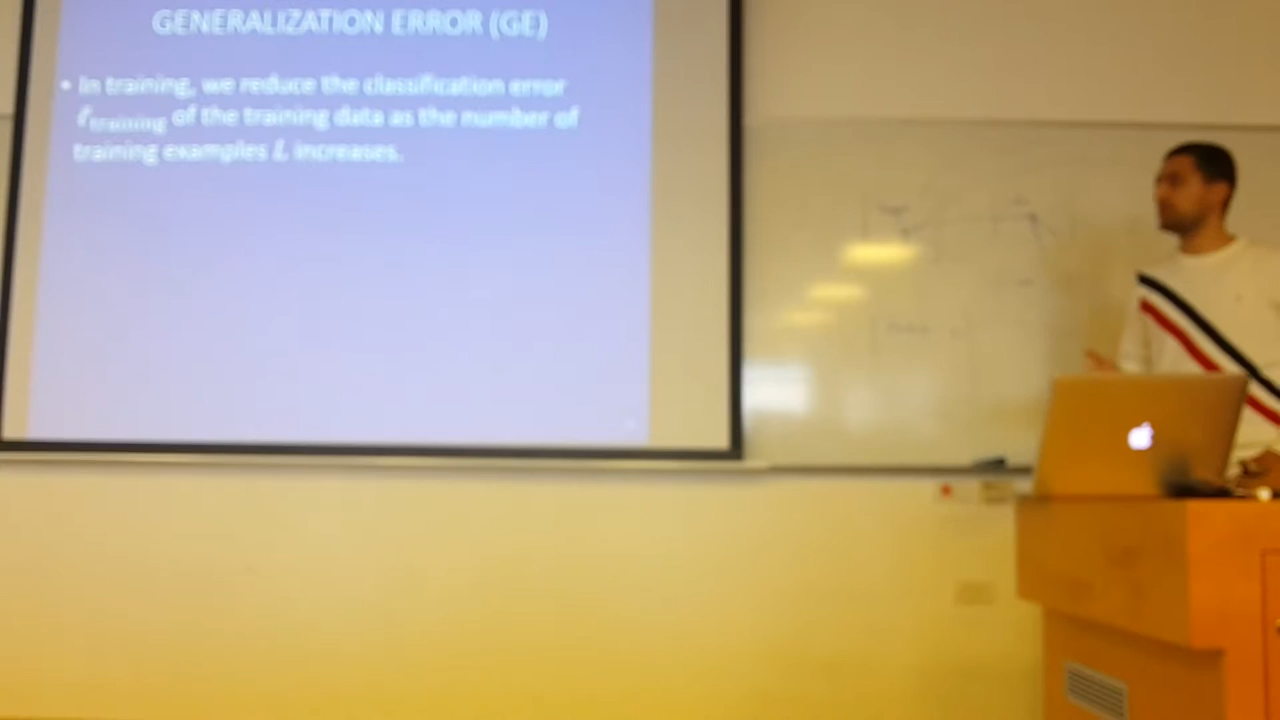 GENERALIZATION ERROR (GE)
• In training, we reduce the classification error
ℓtraining of the training data as the number of
training examples L increases.